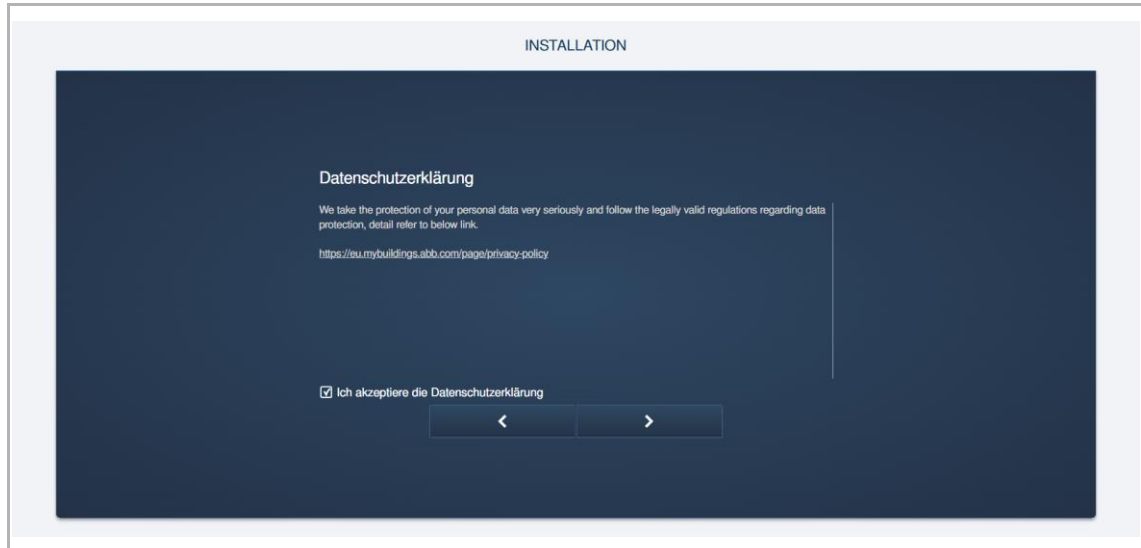 INSTALLATION
Datenschutzerklärung
We take the protection of your personal data very seriously and follow the legally valid regulations regarding data
protection, detail refer to below link.
https://eu.mybuildings.abb.com/page/privacy-policy
Ich akzeptiere die Datenschutzerklärung